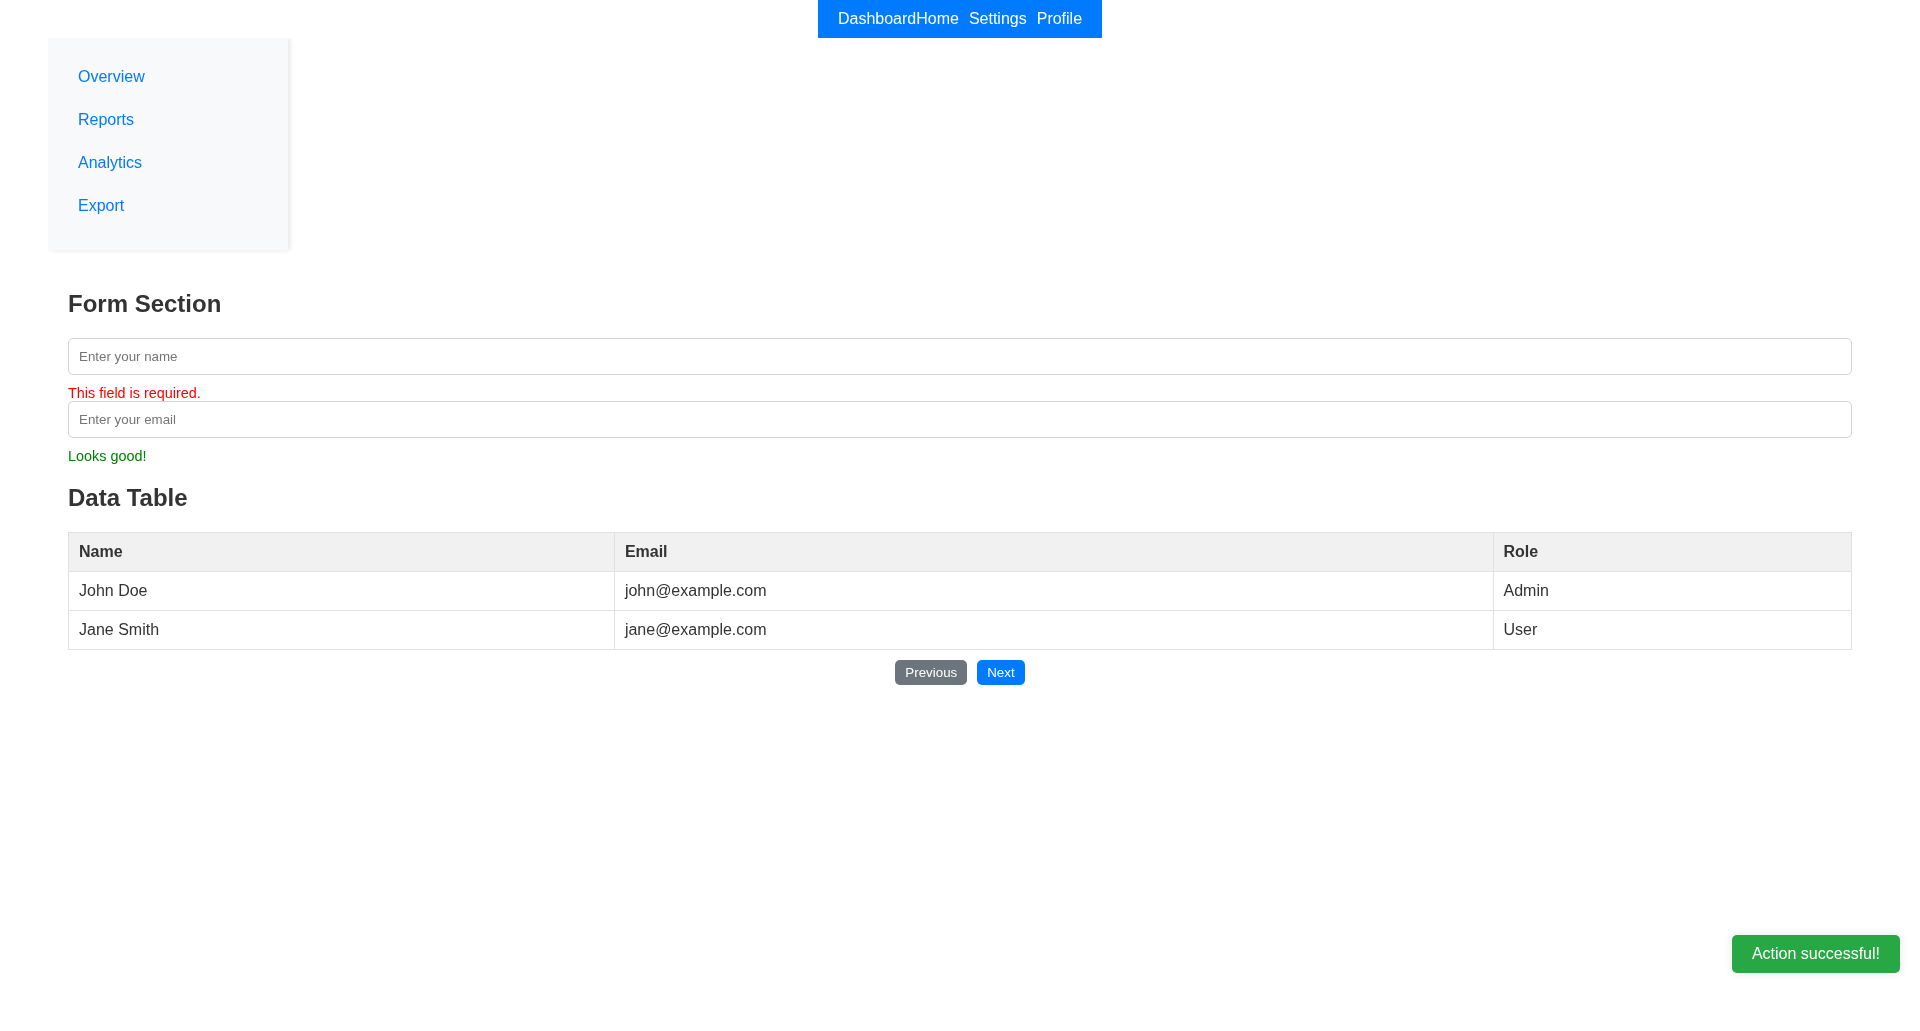 DashboardHome Settings Profile
Overview
Reports
Analytics
Export
Form Section
Enter your name
This field is required.
Enter your email
Looks good!
Data Table
Name Email Role
John Doe john@example.com Admin
Jane Smith jane@example.com User
Previous Next
Action successful!